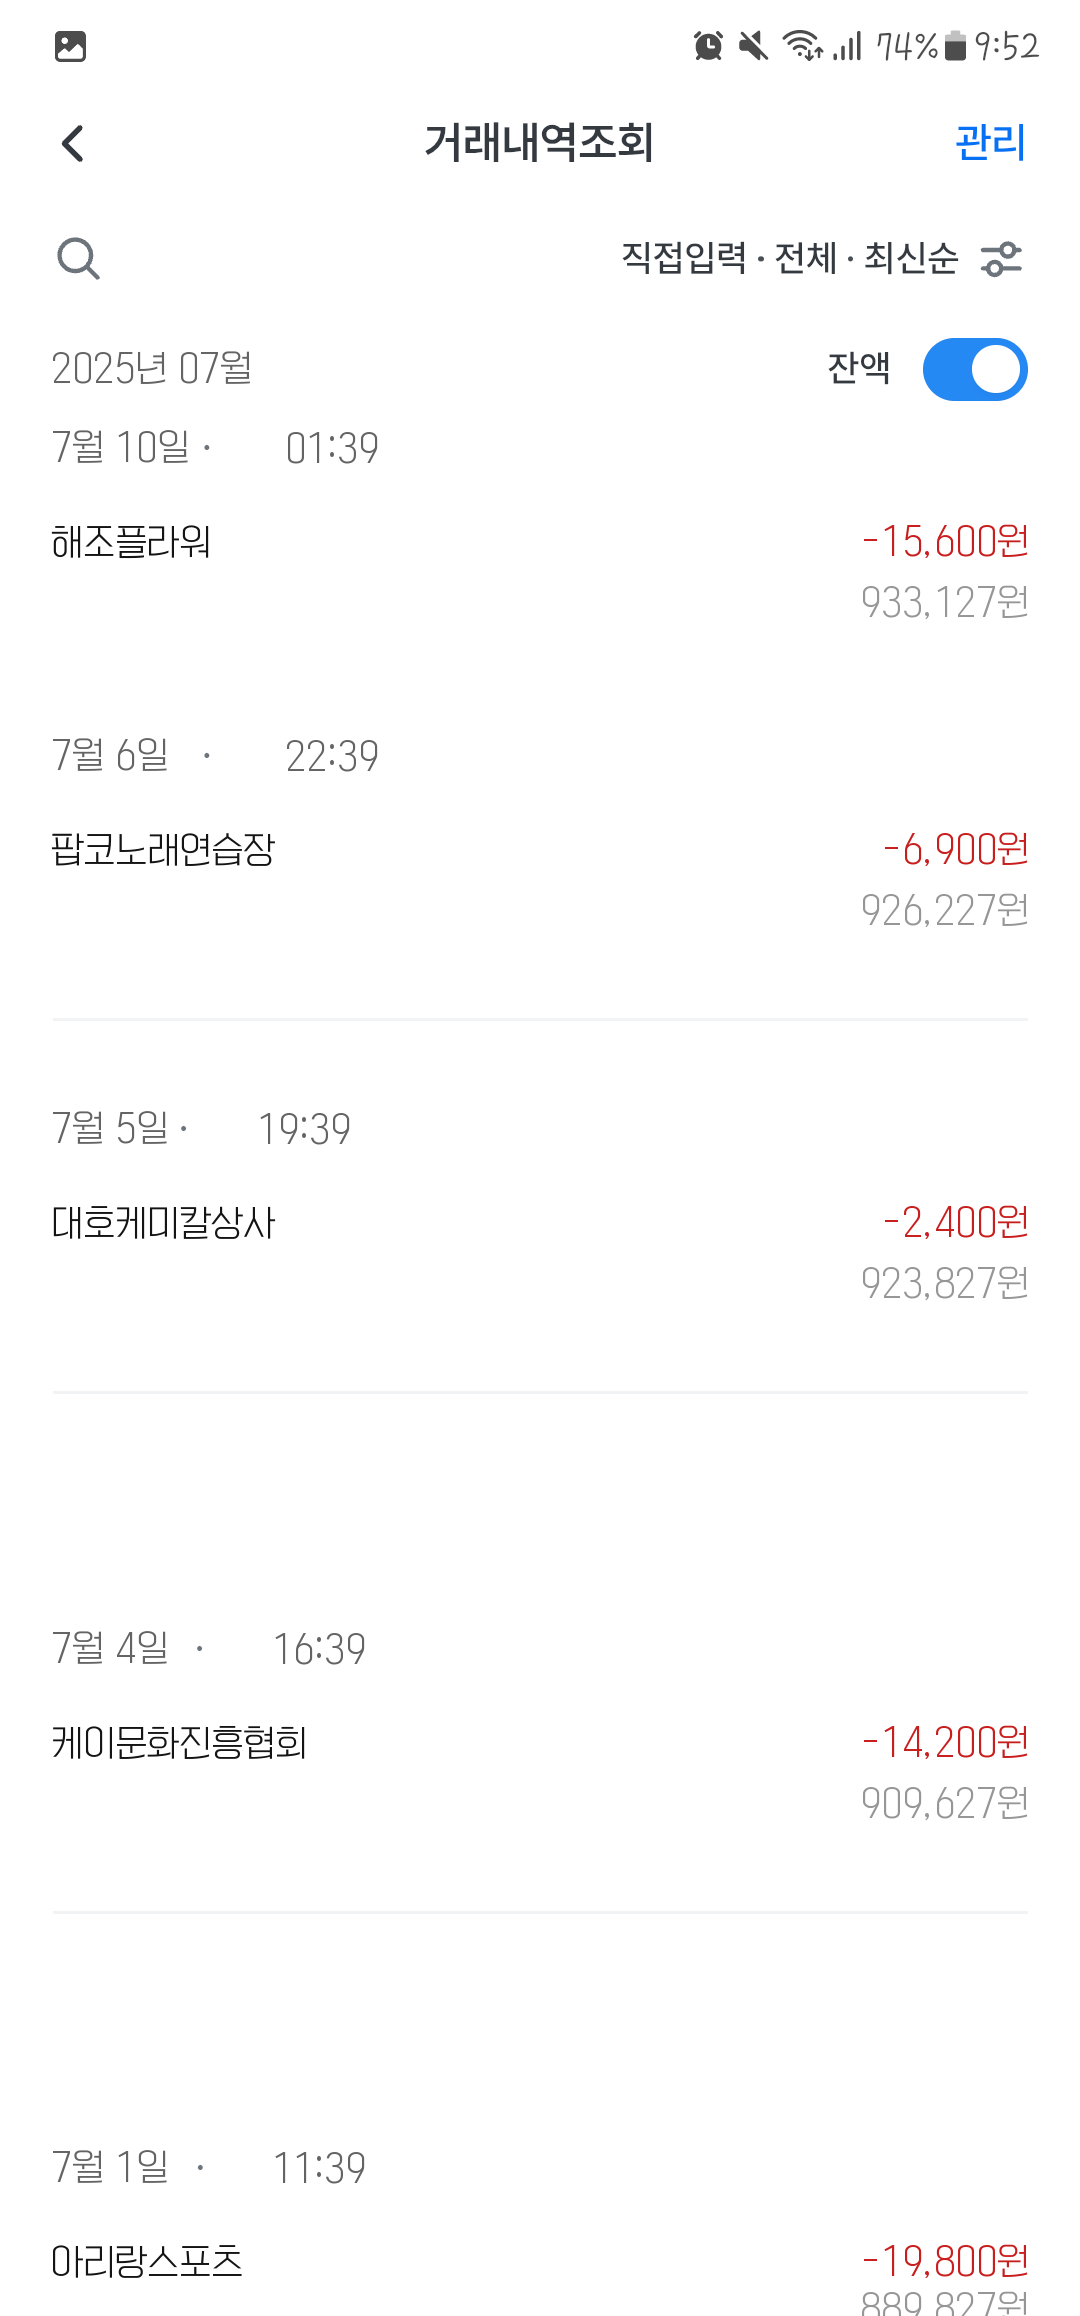 74% 9:52
거래내역조회 관리
직접입력 · 전체 · 최신순
2025년 07월 잔액
7월 10일 · 01:39
해조플라워 -15,600원
933,127원
7월 6일 · 22:39
팝코노래연습장 -6,900원
926,227원
7월 5일 · 19:39
대호케미칼상사 -2,400원
923,827원
7월 4일 · 16:39
케이문화진흥협회 -14,200원
909,627원
7월 1일 · 11:39
아리랑스포츠 -19,800원
889,827원